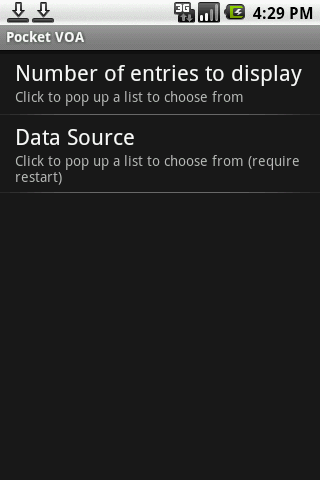 3G 4:29 PM
Pocket VOA
Number of entries to display
Click to pop up a list to choose from
Data Source
Click to pop up a list to choose from (require
restart)